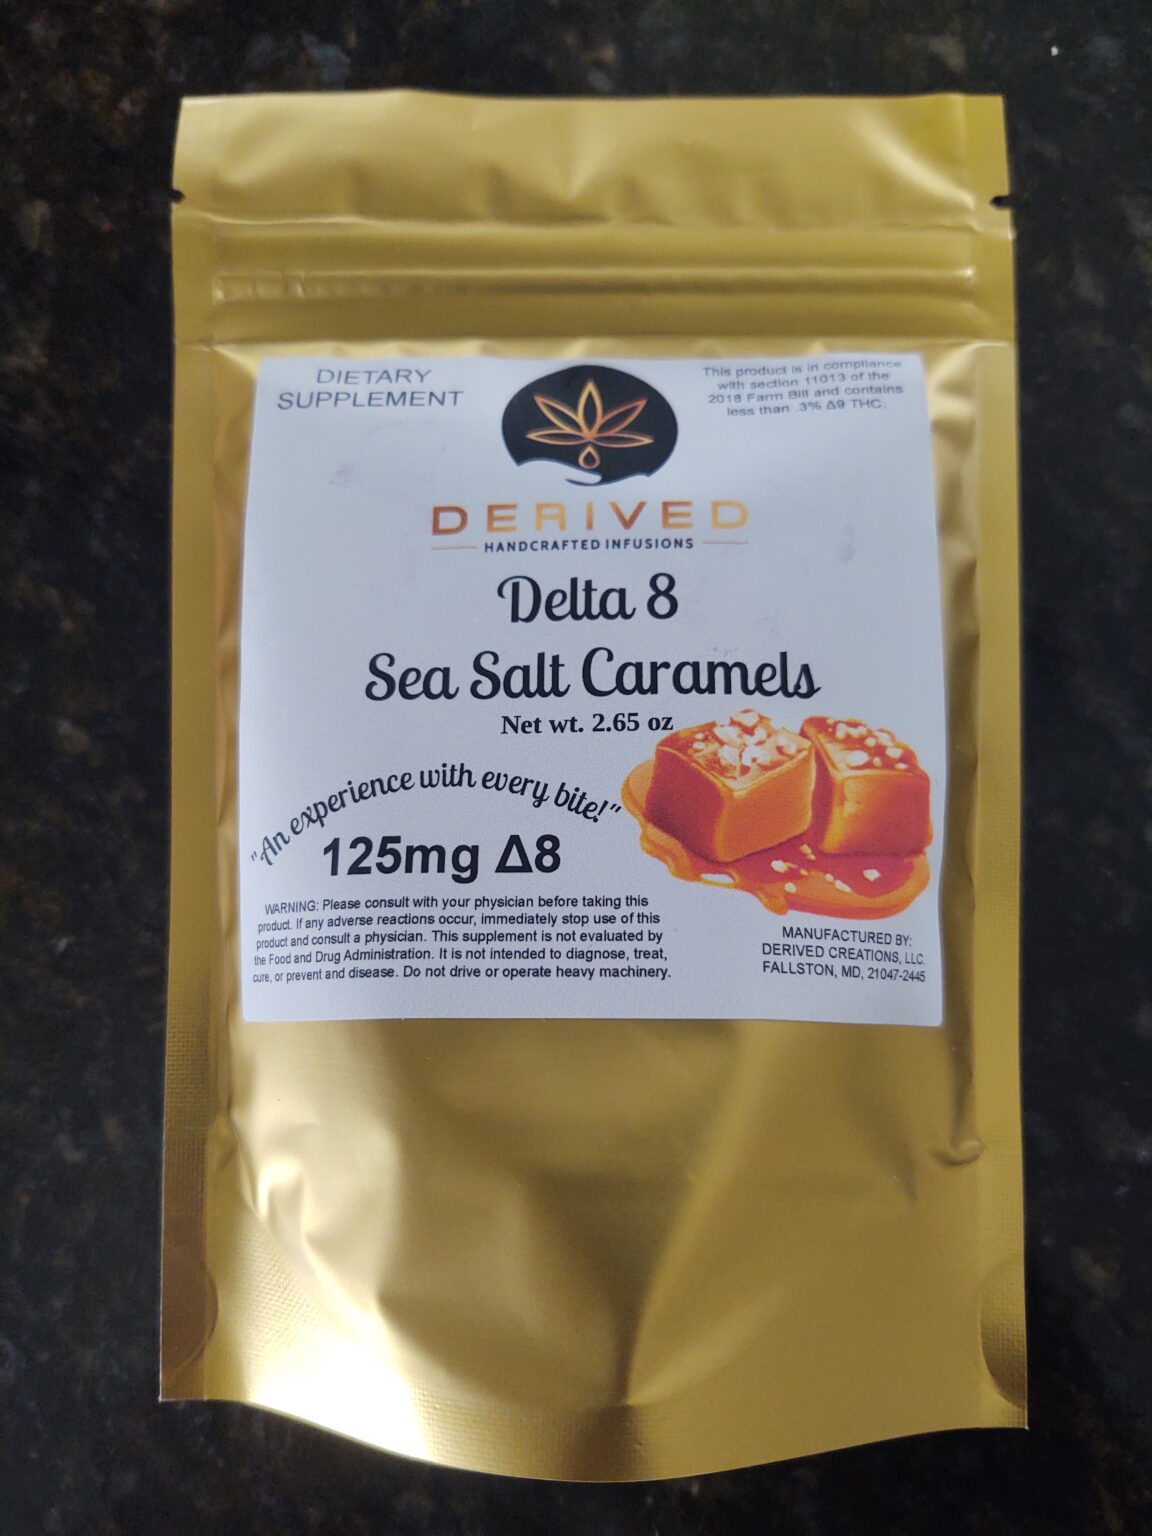 DIETARY
SUPPLEMENT
This product is in compliance
with section 11013 of the
2018 Farm Bill and contains
less than .3% Δ9 THC.
DERIVED
HANDCRAFTED INFUSIONS
Delta 8
Sea Salt Caramels
Net wt. 2.65 oz
"An experience with every bite!"
125mg Δ8
WARNING: Please consult with your physician before taking this
product. If any adverse reactions occur, immediately stop use of this
product and consult a physician. This supplement is not evaluated by
the Food and Drug Administration. It is not intended to diagnose, treat,
cure, or prevent and disease. Do not drive or operate heavy machinery.
MANUFACTURED BY:
DERIVED CREATIONS, LLC.
FALLSTON, MD, 21047-2445